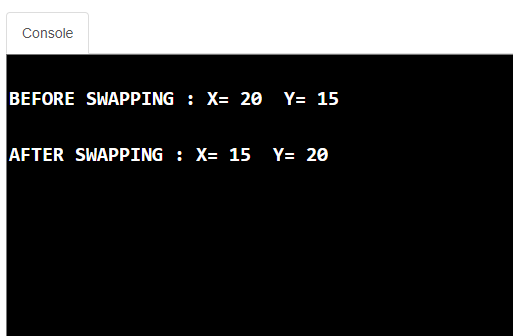 Console
BEFORE SWAPPING : X= 20  Y= 15
AFTER SWAPPING : X= 15  Y= 20